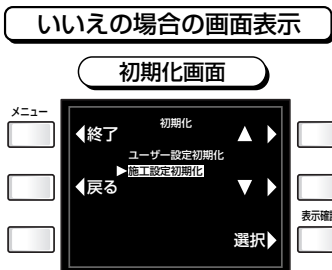 いいえの場合の画面表示
初期化画面
メニュー
初期化
◀終了 ▲ ▶
ユーザー設定初期化
▶施工設定初期化
◀戻る ▼ ▶
表示確認
選択▶